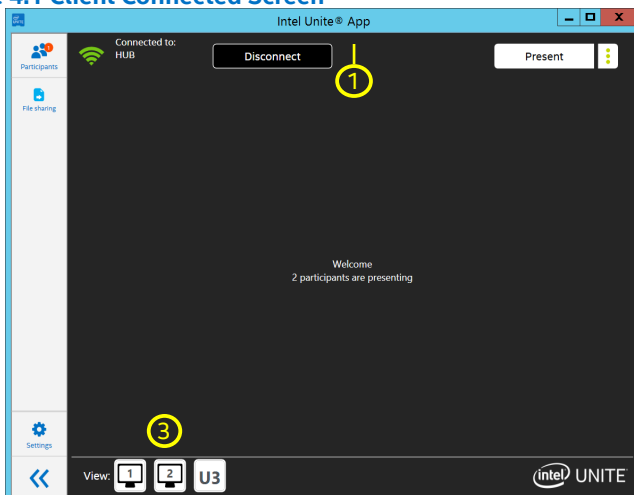 4.1 Client Connected Screen
Intel Unite® App
Participants
Connected to:
HUB
Disconnect
1
Present
File sharing
Welcome
2 participants are presenting
3
Settings
View: 1 2 U3
intel UNITE